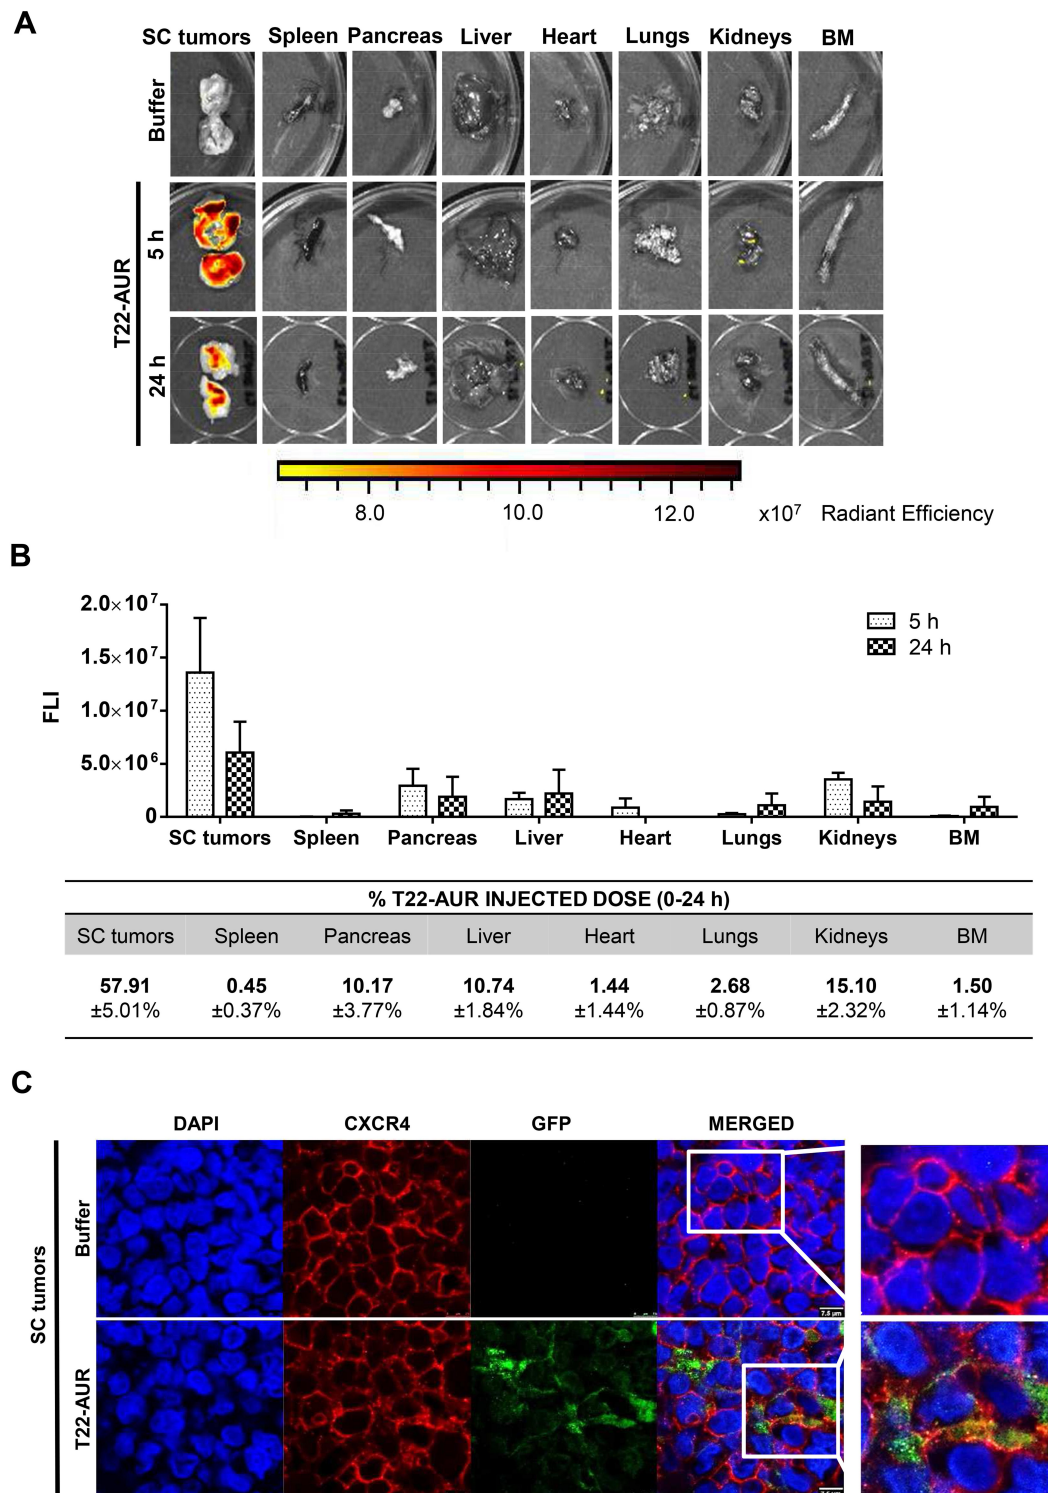 A
SC tumors Spleen Pancreas Liver Heart Lungs Kidneys BM
Buffer
T22-AUR
5 h
24 h
8.0 10.0 12.0 x10⁷ Radiant Efficiency
B
FLI
2.0×10⁷
1.5×10⁷
1.0×10⁷
5.0×10⁶
0
5 h
24 h
SC tumors Spleen Pancreas Liver Heart Lungs Kidneys BM
% T22-AUR INJECTED DOSE (0-24 h)
SC tumors Spleen Pancreas Liver Heart Lungs Kidneys BM
57.91 0.45 10.17 10.74 1.44 2.68 15.10 1.50
±5.01% ±0.37% ±3.77% ±1.84% ±1.44% ±0.87% ±2.32% ±1.14%
C
DAPI CXCR4 GFP MERGED
SC tumors
Buffer
7.5 µm
T22-AUR